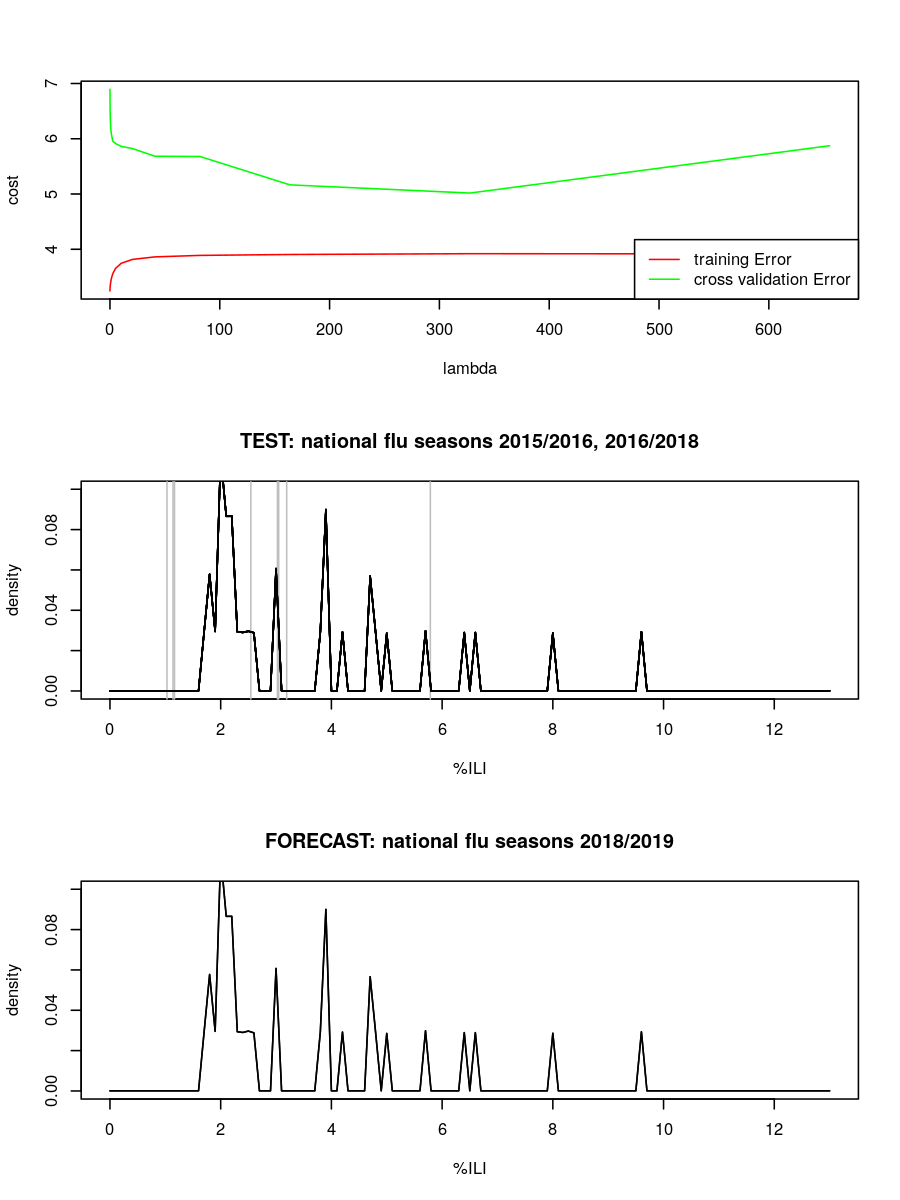 7
6
5
4
cost
training Error
cross validation Error
0 100 200 300 400 500 600
lambda
TEST: national flu seasons 2015/2016, 2016/2018
0.08
0.04
0.00
density
0 2 4 6 8 10 12
%ILI
FORECAST: national flu seasons 2018/2019
0.08
0.04
0.00
density
0 2 4 6 8 10 12
%ILI